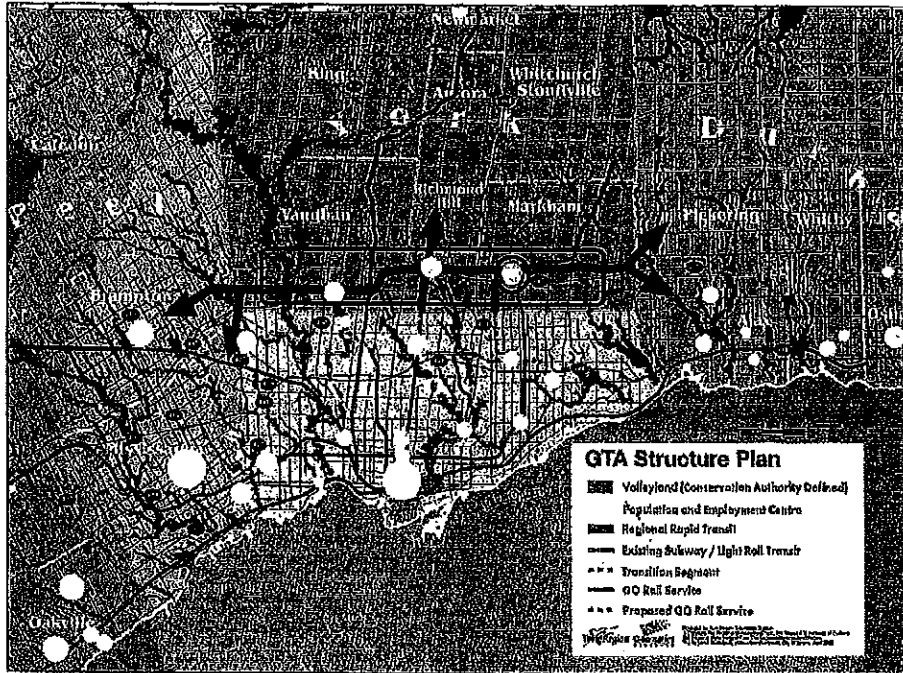 Newmarket
King
Whitchurch
Stouffville
Aurora
Y o r k
D u
Caledon
Richmond
Hill
Vaughan
Markham
Pickering
Whitby
P e e l
Brampton
Oakville
GTA Structure Plan
Valleyland (Conservation Authority Defined)
Population and Employment Centre
Regional Rapid Transit
Existing Subway / Light Rail Transit
Transition Segment
GO Rail Service
Proposed GO Rail Service